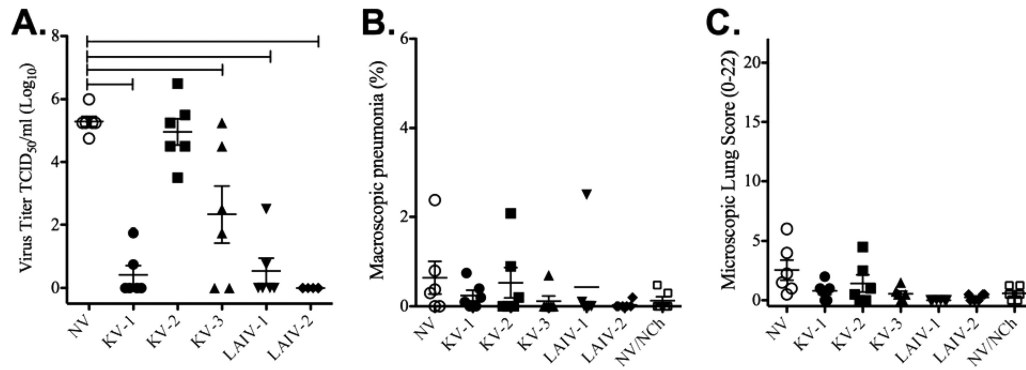 A.
Virus Titer TCID50/ml (Log10)
8
6
4
2
0
NV
KV-1
KV-2
KV-3
LAIV-1
LAIV-2
B.
Macroscopic pneumonia (%)
6
4
2
0
NV
KV-1
KV-2
KV-3
LAIV-1
LAIV-2
NV/NCh
C.
Microscopic Lung Score (0-22)
20
15
10
5
0
NV
KV-1
KV-2
KV-3
LAIV-1
LAIV-2
NV/NCh